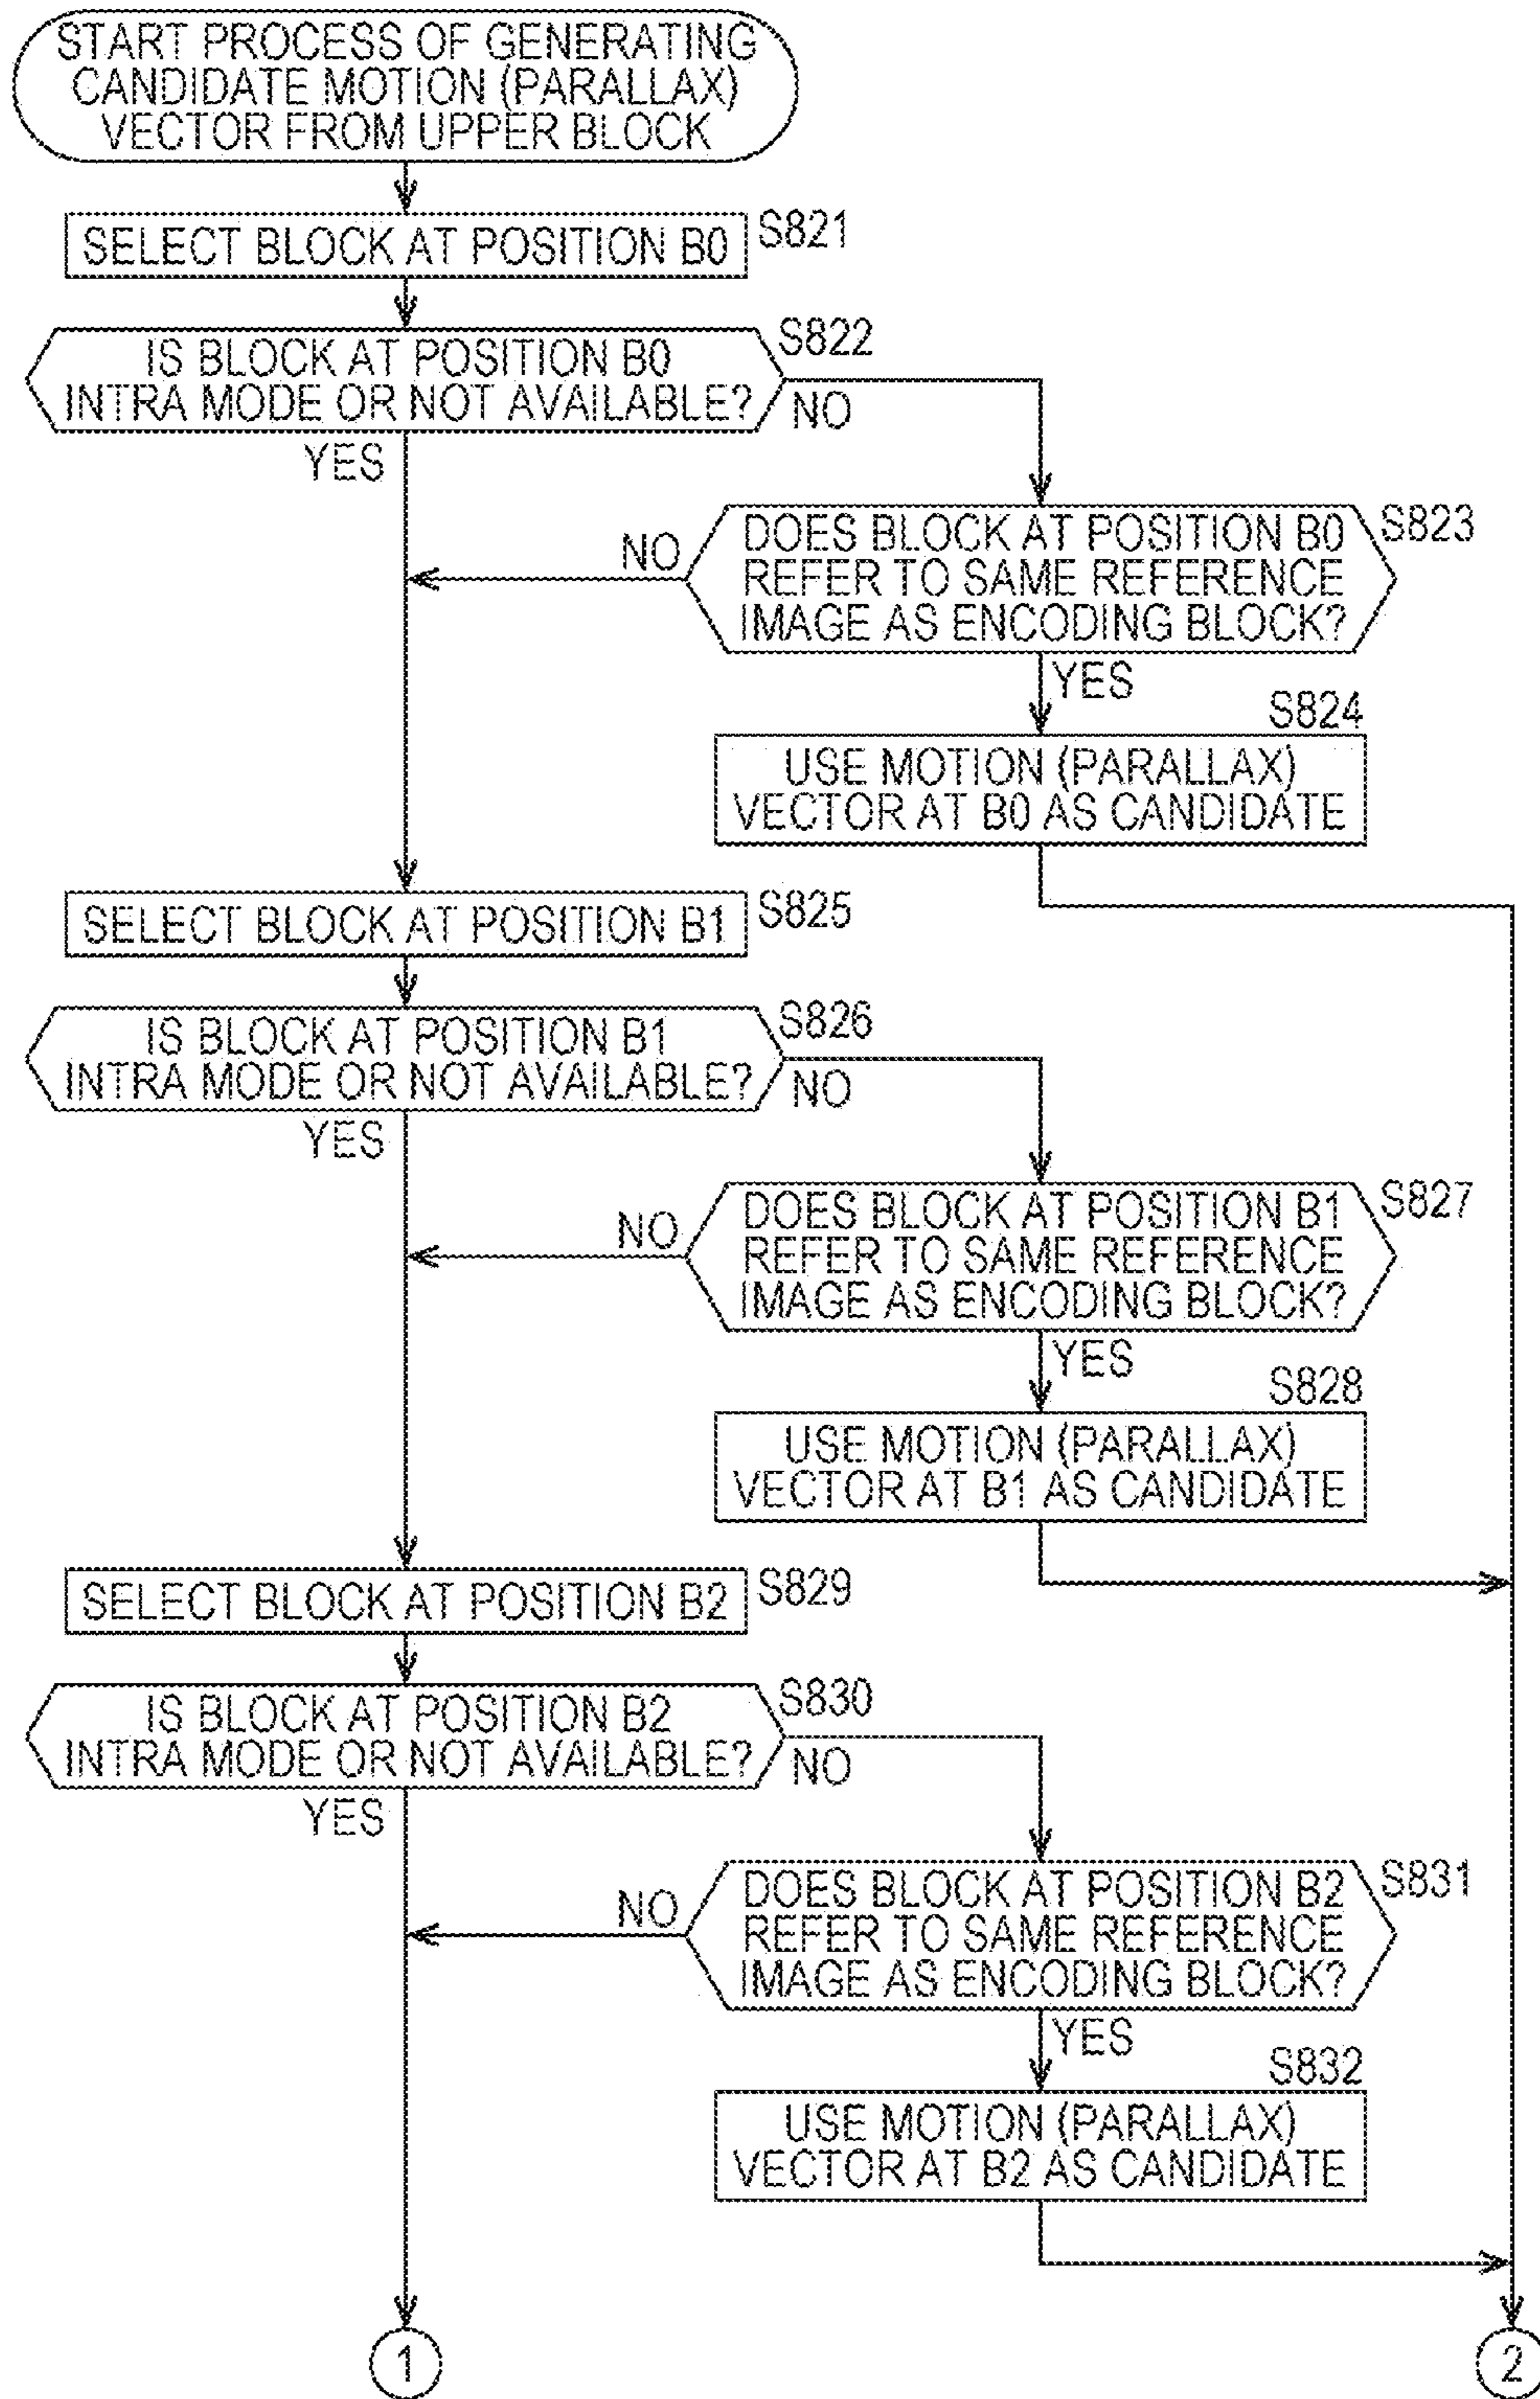 START PROCESS OF GENERATING
CANDIDATE MOTION (PARALLAX)
VECTOR FROM UPPER BLOCK
SELECT BLOCK AT POSITION B0
S821
IS BLOCK AT POSITION B0
INTRA MODE OR NOT AVAILABLE?
S822
NO
YES
DOES BLOCK AT POSITION B0
REFER TO SAME REFERENCE
IMAGE AS ENCODING BLOCK?
S823
NO
YES
S824
USE MOTION (PARALLAX)
VECTOR AT B0 AS CANDIDATE
SELECT BLOCK AT POSITION B1
S825
IS BLOCK AT POSITION B1
INTRA MODE OR NOT AVAILABLE?
S826
NO
YES
DOES BLOCK AT POSITION B1
REFER TO SAME REFERENCE
IMAGE AS ENCODING BLOCK?
S827
NO
YES
S828
USE MOTION (PARALLAX)
VECTOR AT B1 AS CANDIDATE
SELECT BLOCK AT POSITION B2
S829
IS BLOCK AT POSITION B2
INTRA MODE OR NOT AVAILABLE?
S830
NO
YES
DOES BLOCK AT POSITION B2
REFER TO SAME REFERENCE
IMAGE AS ENCODING BLOCK?
S831
NO
YES
S832
USE MOTION (PARALLAX)
VECTOR AT B2 AS CANDIDATE
1
2